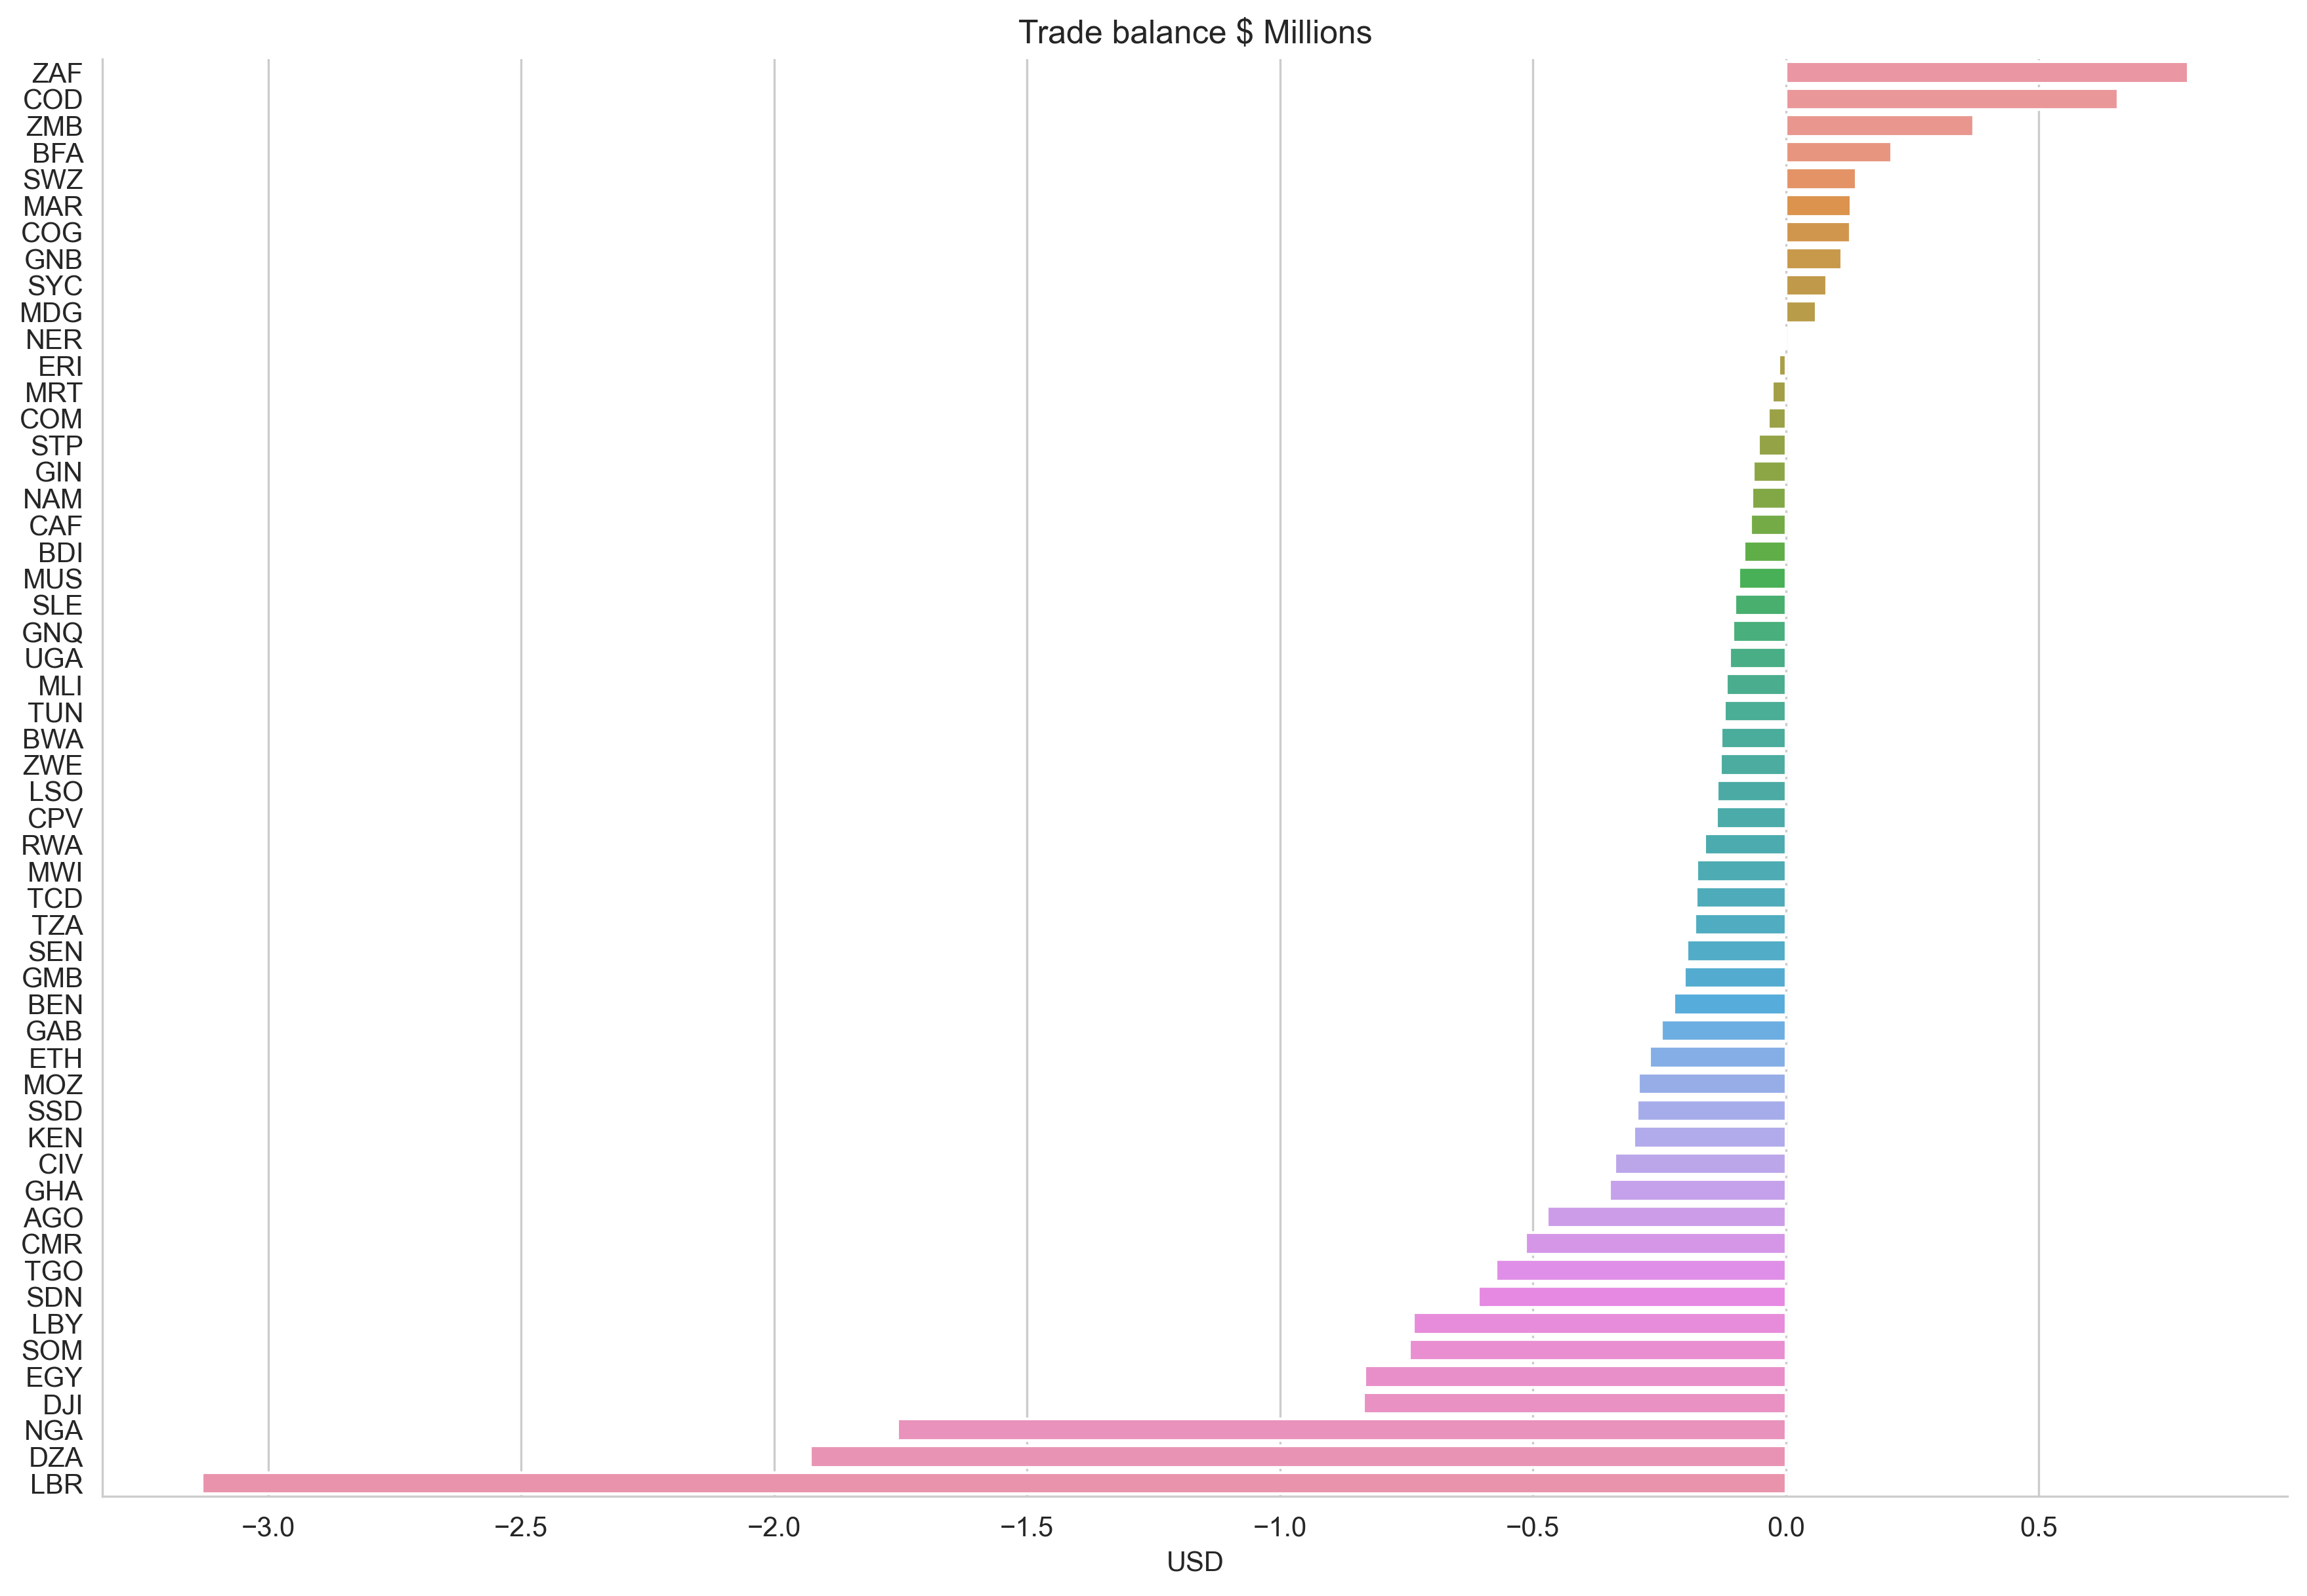 Trade balance $ Millions
ZAF
COD
ZMB
BFA
SWZ
MAR
COG
GNB
SYC
MDG
NER
ERI
MRT
COM
STP
GIN
NAM
CAF
BDI
MUS
SLE
GNQ
UGA
MLI
TUN
BWA
ZWE
LSO
CPV
RWA
MWI
TCD
TZA
SEN
GMB
BEN
GAB
ETH
MOZ
SSD
KEN
CIV
GHA
AGO
CMR
TGO
SDN
LBY
SOM
EGY
DJI
NGA
DZA
LBR
−3.0 −2.5 −2.0 −1.5 −1.0 −0.5 0.0 0.5
USD